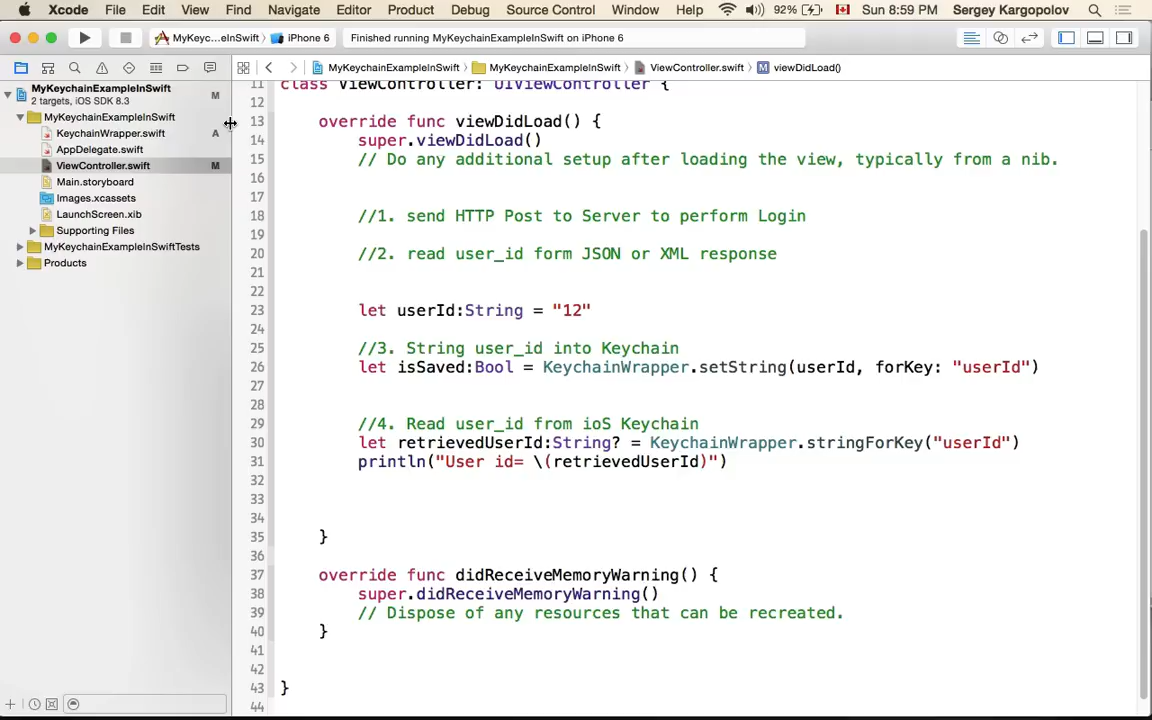 Xcode File Edit View Find Navigate Editor Product Debug Source Control Window Help 92% Sun 8:59 PM Sergey Kargopolov
MyKeyc...eInSwift iPhone 6 Finished running MyKeychainExampleInSwift on iPhone 6
MyKeychainExampleInSwift MyKeychainExampleInSwift ViewController.swift viewDidLoad()
M
MyKeychainExampleInSwift M
2 targets, iOS SDK 8.3
MyKeychainExampleInSwift
KeychainWrapper.swift A
AppDelegate.swift
ViewController.swift M
Main.storyboard
Images.xcassets
LaunchScreen.xib
Supporting Files
MyKeychainExampleInSwiftTests
Products
11 class ViewController: UIViewController {
12
13 override func viewDidLoad() {
14 super.viewDidLoad()
15 // Do any additional setup after loading the view, typically from a nib.
16
17
18 //1. send HTTP Post to Server to perform Login
19
20 //2. read user_id form JSON or XML response
21
22
23 let userId:String = "12"
24
25 //3. String user_id into Keychain
26 let isSaved:Bool = KeychainWrapper.setString(userId, forKey: "userId")
27
28
29 //4. Read user_id from ioS Keychain
30 let retrievedUserId:String? = KeychainWrapper.stringForKey("userId")
31 println("User id= \(retrievedUserId)")
32
33
34
35 }
36
37 override func didReceiveMemoryWarning() {
38 super.didReceiveMemoryWarning()
39 // Dispose of any resources that can be recreated.
40 }
41
42
43 }
44